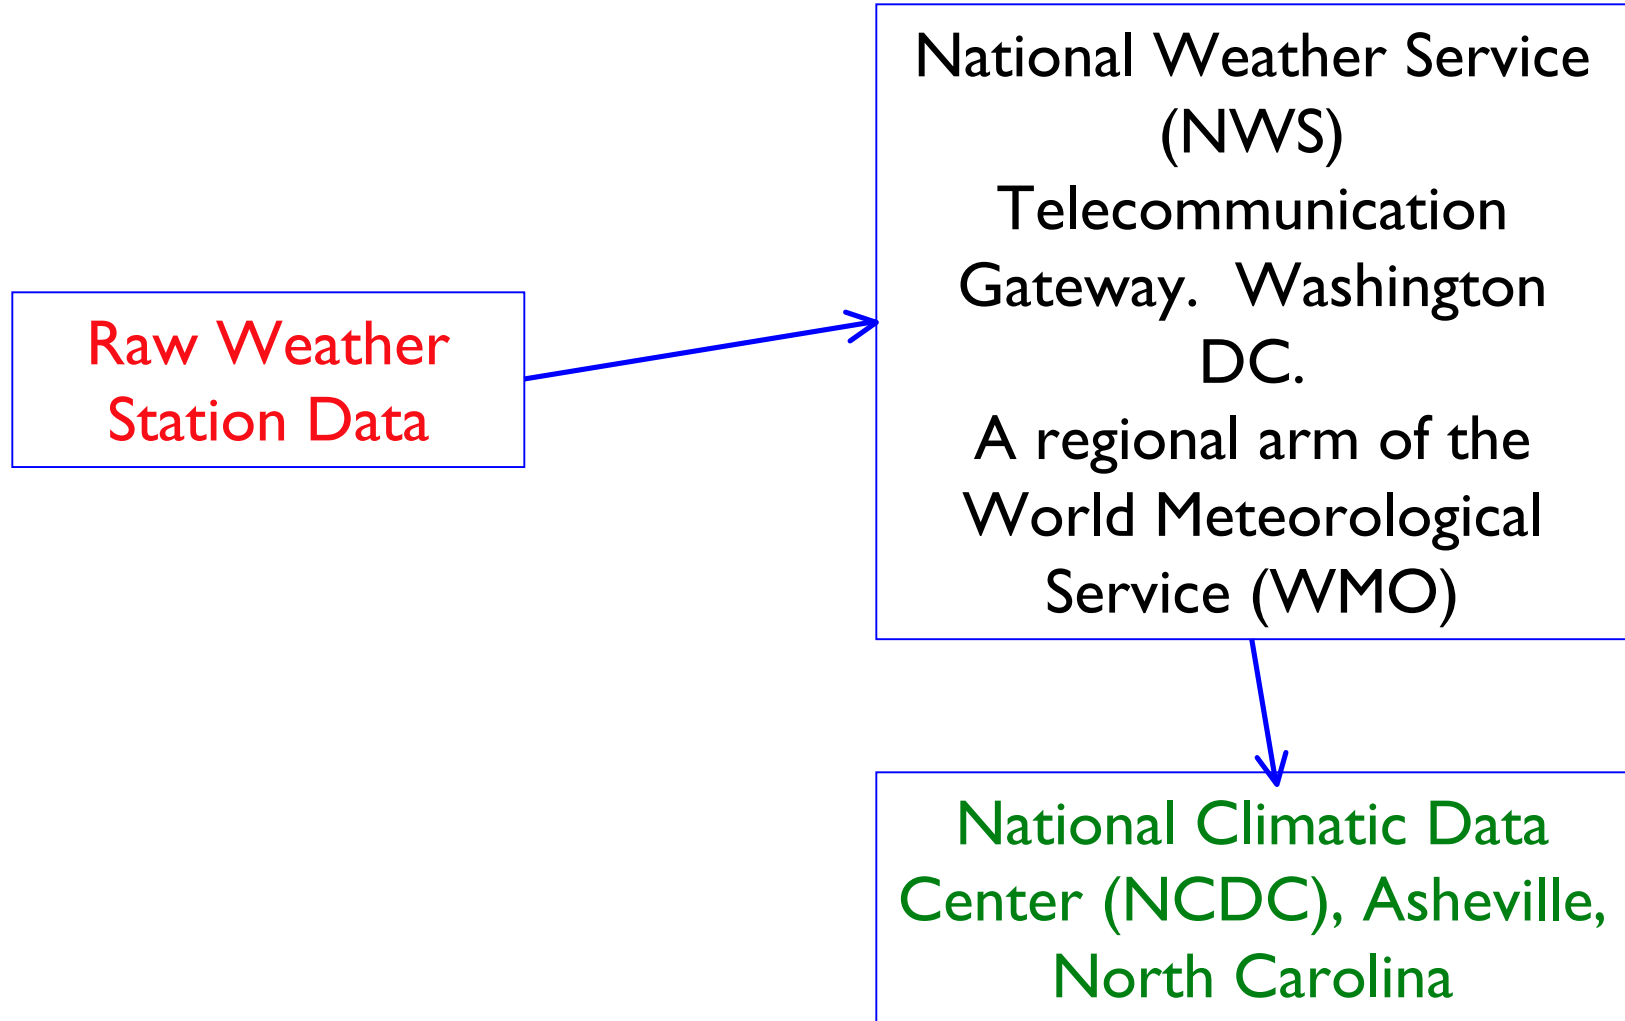 National Weather Service
(NWS)
Telecommunication
Gateway.  Washington
DC.
A regional arm of the
World Meteorological
Service (WMO)
Raw Weather
Station Data
National Climatic Data
Center (NCDC), Asheville,
North Carolina